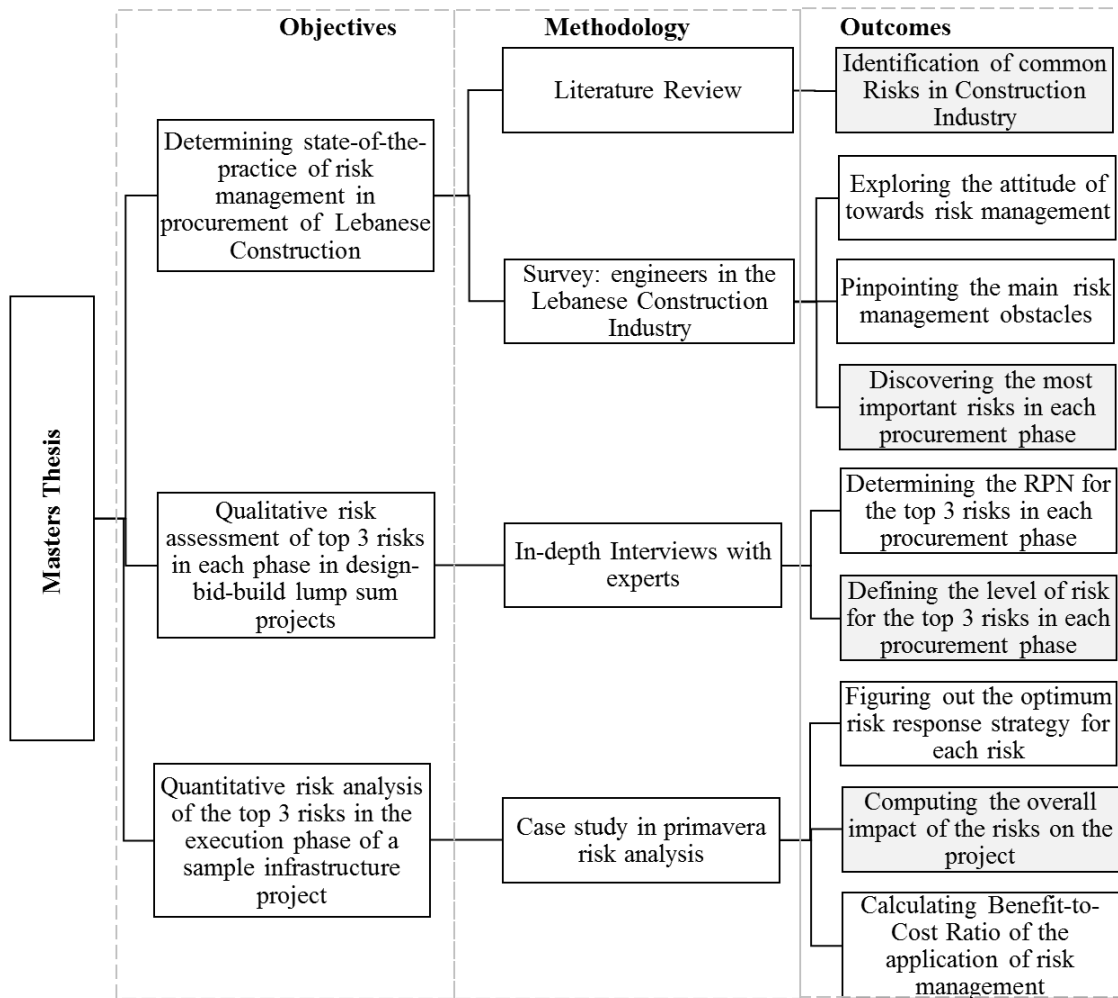 Objectives
Methodology
Outcomes
Masters Thesis
Determining state-of-the-
practice of risk
management in
procurement of Lebanese
Construction
Literature Review
Identification of common
Risks in Construction
Industry
Survey: engineers in the
Lebanese Construction
Industry
Exploring the attitude of
towards risk management
Pinpointing the main risk
management obstacles
Discovering the most
important risks in each
procurement phase
Qualitative risk
assessment of top 3 risks
in each phase in design-
bid-build lump sum
projects
In-depth Interviews with
experts
Determining the RPN for
the top 3 risks in each
procurement phase
Defining the level of risk
for the top 3 risks in each
procurement phase
Quantitative risk analysis
of the top 3 risks in the
execution phase of a
sample infrastructure
project
Case study in primavera
risk analysis
Figuring out the optimum
risk response strategy for
each risk
Computing the overall
impact of the risks on the
project
Calculating Benefit-to-
Cost Ratio of the
application of risk
management